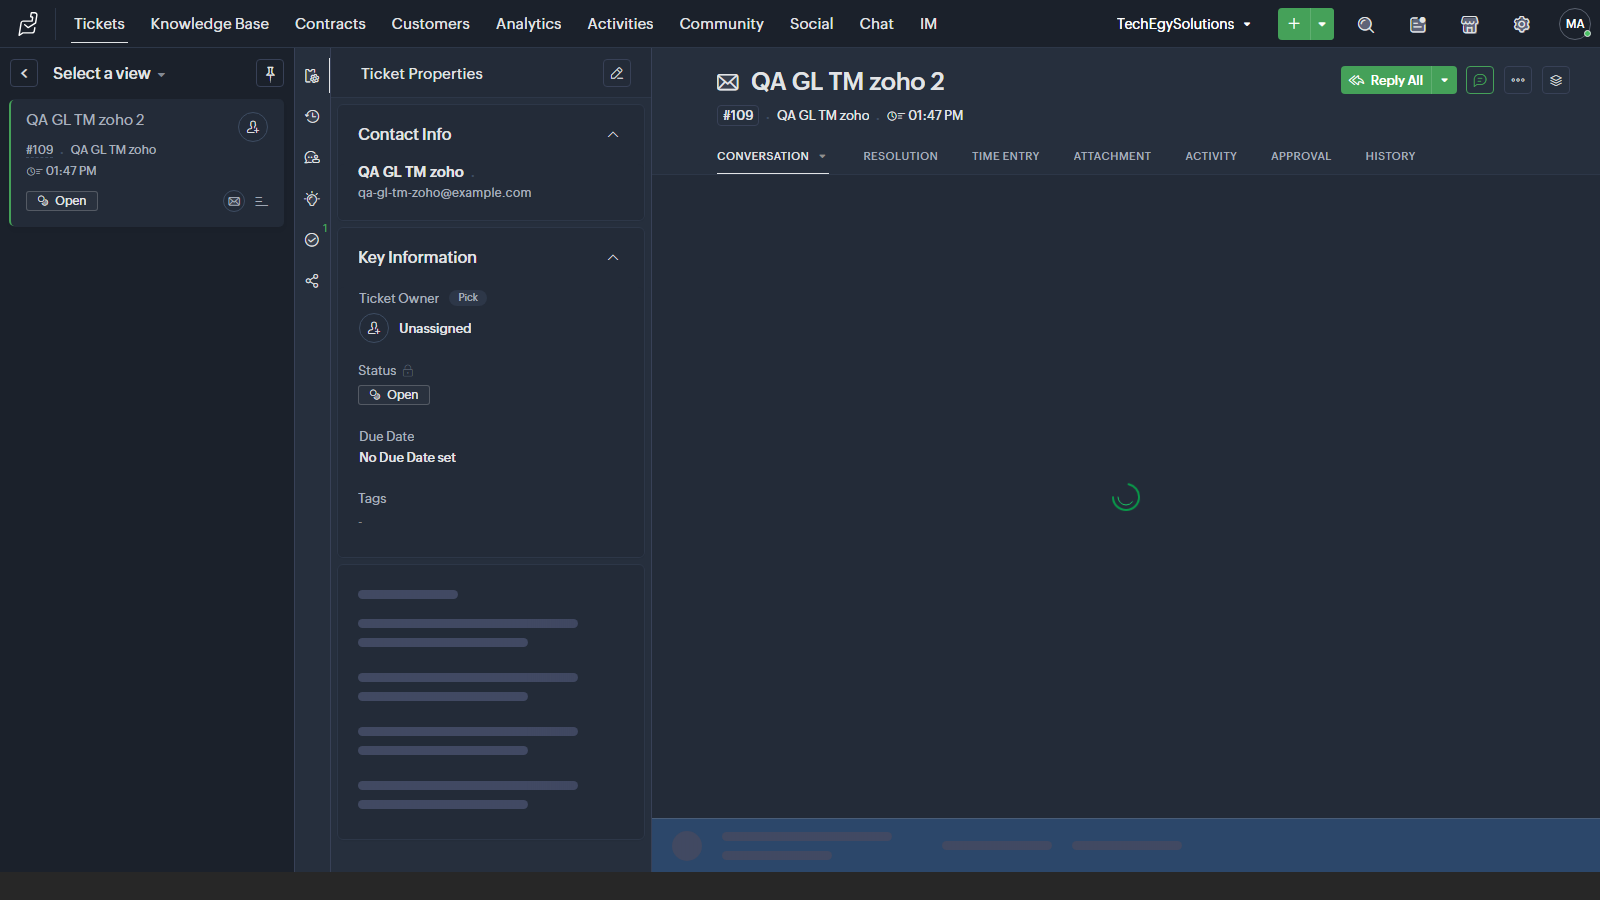 Tickets
Knowledge Base
Contracts
Customers
Analytics
Activities
Community
Social
Chat
IM
TechEgySolutions
MA
Select a view
QA GL TM zoho 2
#109 . QA GL TM zoho
01:47 PM
Open
1
Ticket Properties
Contact Info
QA GL TM zoho
qa-gl-tm-zoho@example.com
Key Information
Ticket Owner Pick
Unassigned
Status
Open
Due Date
No Due Date set
Tags
-
QA GL TM zoho 2
#109 . QA GL TM zoho . 01:47 PM
Reply All
CONVERSATION
RESOLUTION
TIME ENTRY
ATTACHMENT
ACTIVITY
APPROVAL
HISTORY